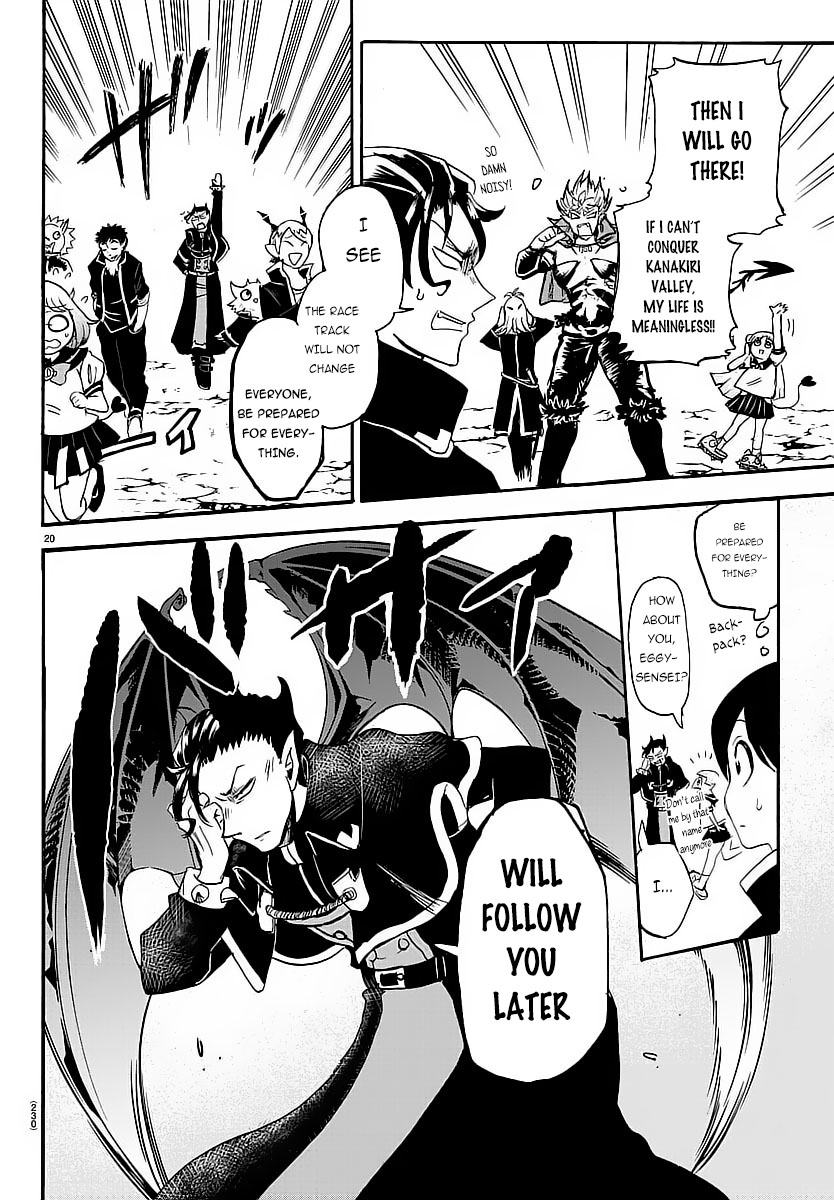 THEN I
WILL GO
THERE!
IF I CAN'T
CONQUER
KANAKIRI
VALLEY,
MY LIFE IS
MEANINGLESS!!
SO
DAMN
NOISY!
I
SEE
THE RACE
TRACK
WILL NOT
CHANGE
EVERYONE,
BE PREPARED
FOR EVERY-
THING.
20
BE
PREPARED
FOR EVERY-
THING?
BACK-
PACK?
HOW
ABOUT
YOU,
EGGY-
SENSEI?
Don't call
me by that
name
anymore
I...
WILL
FOLLOW
YOU
LATER
(230)